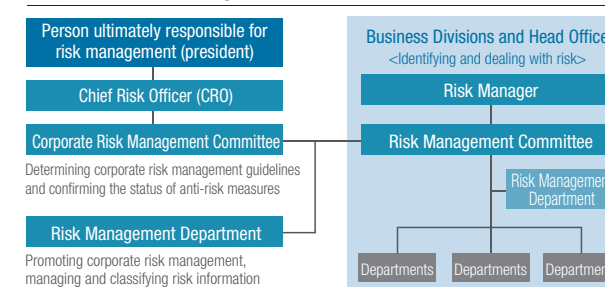 Person ultimately responsible for
risk management (president)
Chief Risk Officer (CRO)
Corporate Risk Management Committee
Determining corporate risk management guidelines
and confirming the status of anti-risk measures
Risk Management Department
Promoting corporate risk management,
managing and classifying risk information
Business Divisions and Head Office
<Identifying and dealing with risk>
Risk Manager
Risk Management Committee
Risk Managemen
Department
Departments
Departments
Departmen